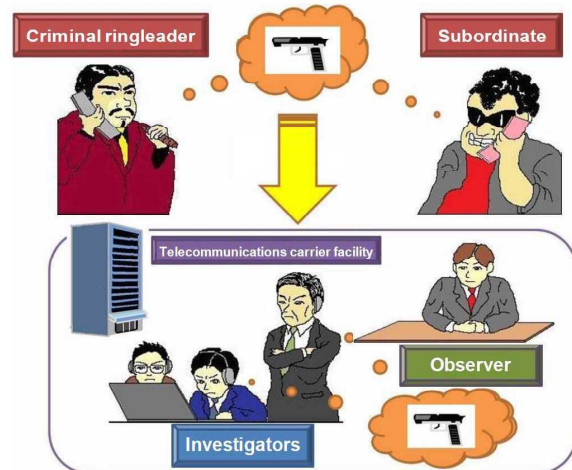 Criminal ringleader
Subordinate
Telecommunications carrier facility
Observer
Investigators